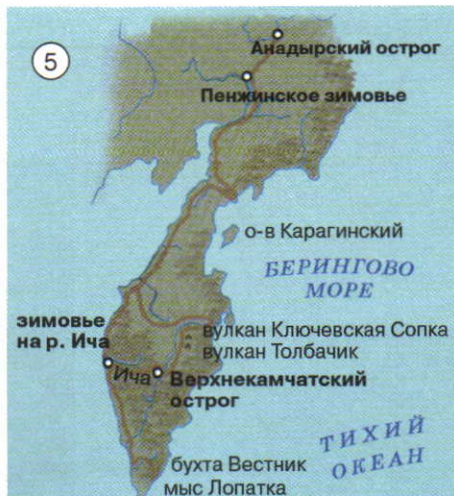 5
Анадырский острог
Пенжинское зимовье
о-в Карагинский
БЕРИНГОВО
МОРЕ
зимовье
на р. Ича
вулкан Ключевская Сопка
вулкан Толбачик
Ича
Верхнекамчатский
острог
ТИХИЙ
ОКЕАН
бухта Вестник
мыс Лопатка